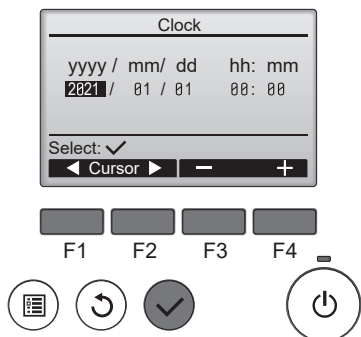 Clock
yyyy / mm/ dd hh: mm
2021 / 01 / 01 00: 00
Select: ✓
◀ Cursor ▶ − +
F1 F2 F3 F4